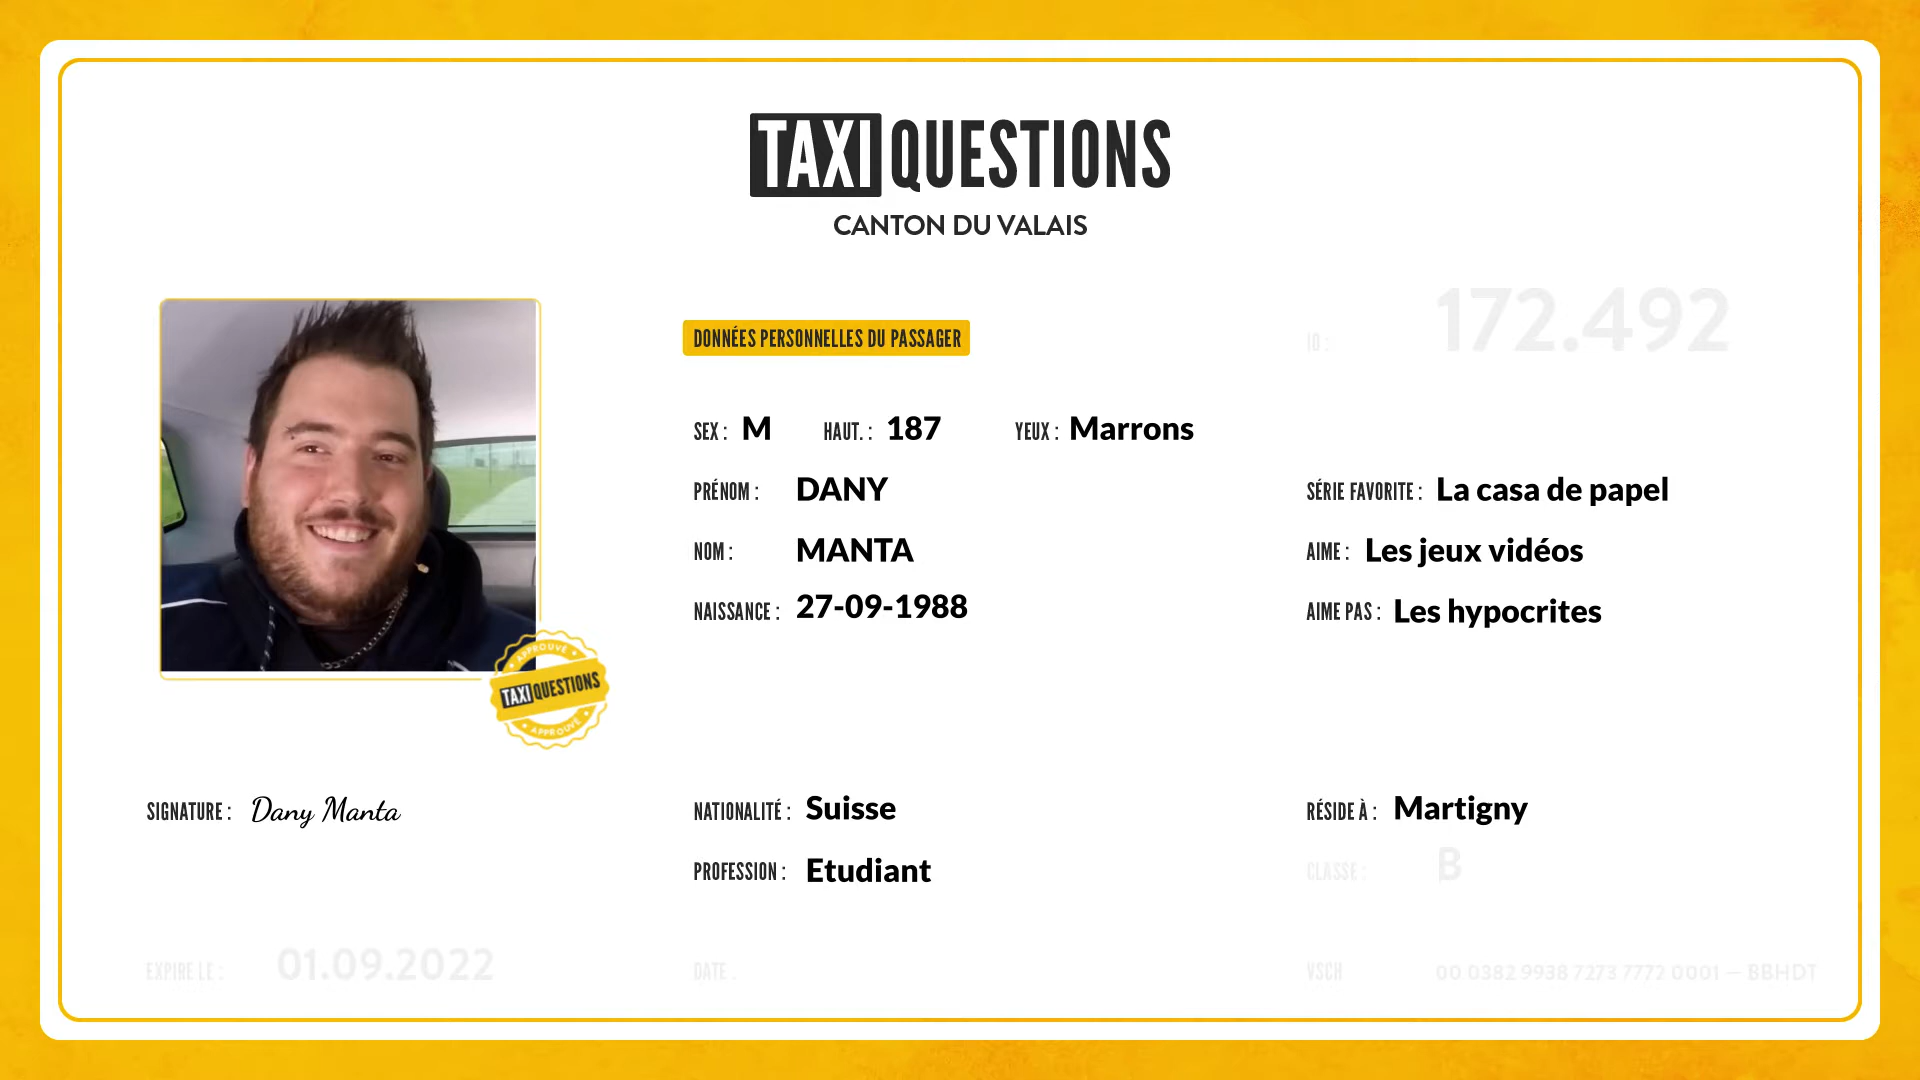 TAXI QUESTIONS
CANTON DU VALAIS
DONNÉES PERSONNELLES DU PASSAGER
ID : 172.492
SEX : M HAUT. : 187 YEUX : Marrons
PRÉNOM : DANY
SÉRIE FAVORITE : La casa de papel
NOM : MANTA
AIME : Les jeux vidéos
NAISSANCE : 27-09-1988
AIME PAS : Les hypocrites
APPROUVÉ
TAXI QUESTIONS
APPROUVÉ
SIGNATURE : Dany Manta
NATIONALITÉ : Suisse
RÉSIDE À : Martigny
PROFESSION : Etudiant
CLASSE : B
EXPIRE LE : 01.09.2022
DATE :
VSCH 00 0382 9938 7273 7772 0001 — BBHDT